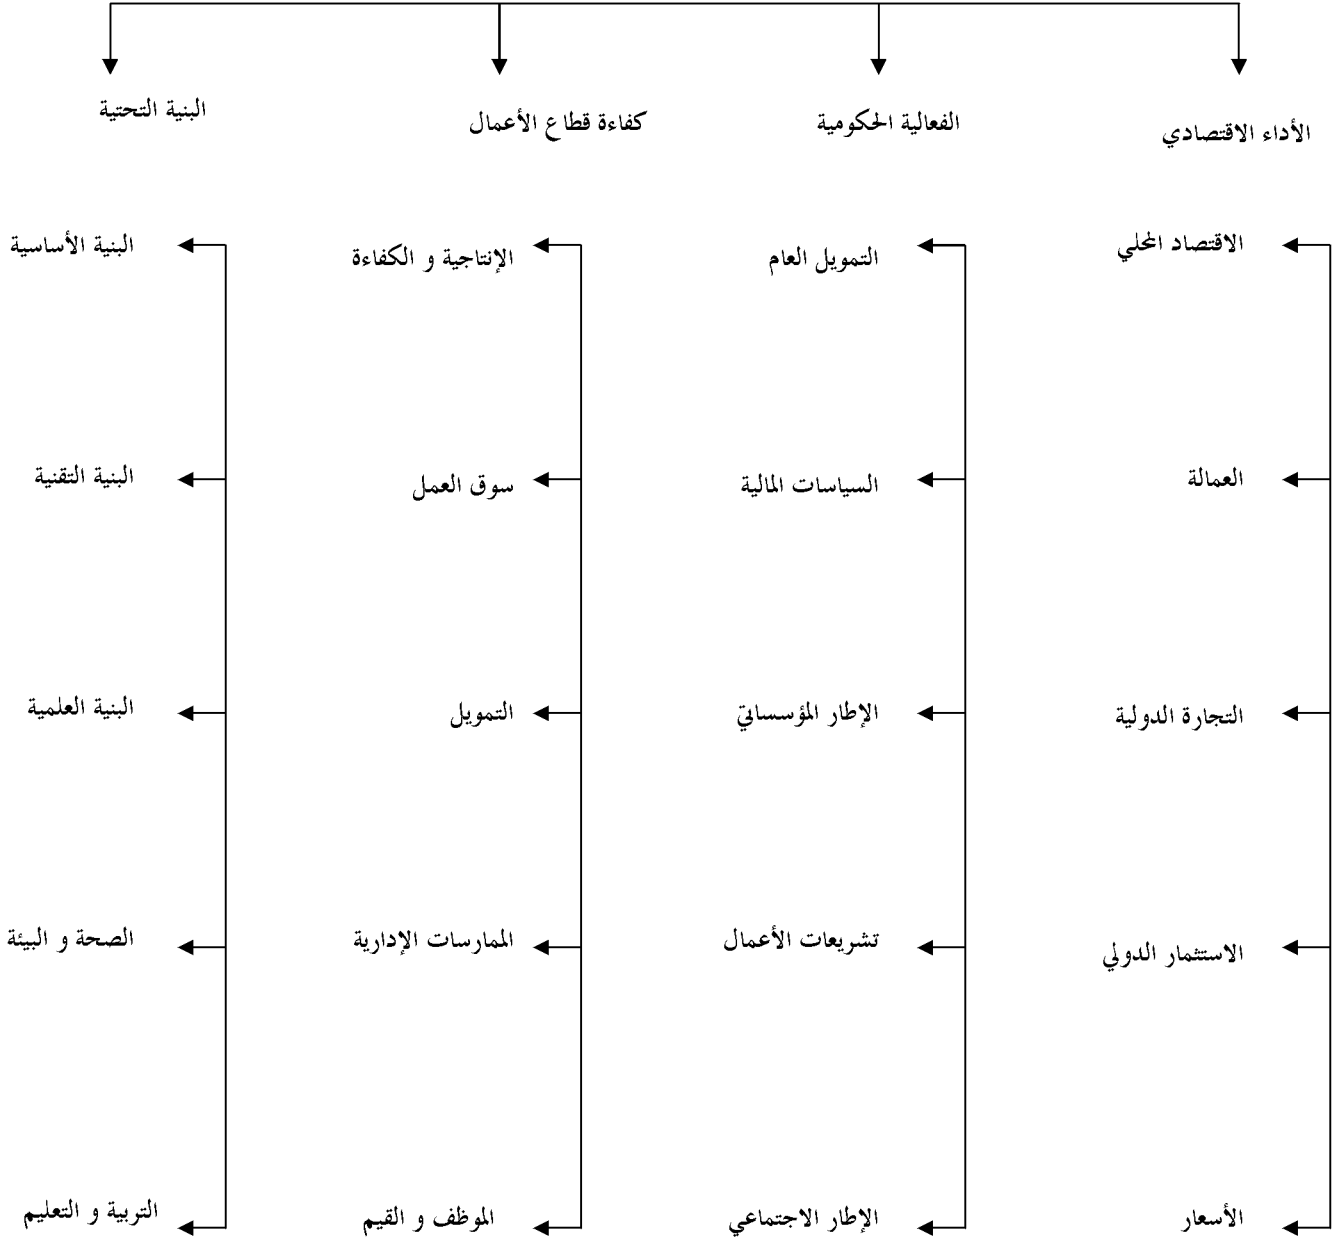 الأداء الاقتصادي
الفعالية الحكومية
كفاءة قطاع الأعمال
البنية التحتية
الاقتصاد المحلي
التمويل العام
الإنتاجية و الكفاءة
البنية الأساسية
العمالة
السياسات المالية
سوق العمل
البنية التقنية
التجارة الدولية
الإطار المؤسساتي
التمويل
البنية العلمية
الاستثمار الدولي
تشريعات الأعمال
الممارسات الإدارية
الصحة و البيئة
الأسعار
الإطار الاجتماعي
الموظف و القيم
التربية و التعليم